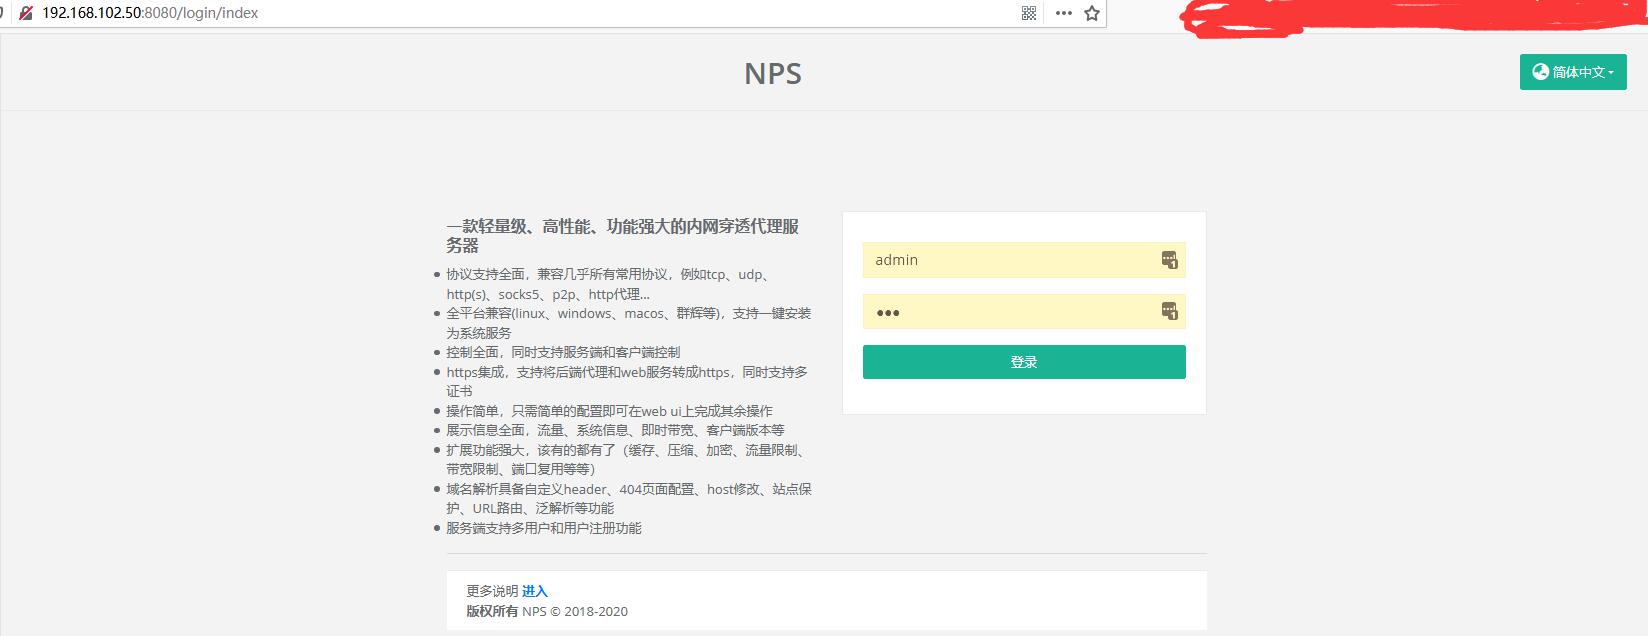 192.168.102.50:8080/login/index
NPS
简体中文
一款轻量级、高性能、功能强大的内网穿透代理服
务器
协议支持全面，兼容几乎所有常用协议，例如tcp、udp、
http(s)、socks5、p2p、http代理...
全平台兼容(linux、windows、macos、群辉等)，支持一键安装
为系统服务
控制全面，同时支持服务端和客户端控制
https集成，支持将后端代理和web服务转成https，同时支持多
证书
操作简单，只需简单的配置即可在web ui上完成其余操作
展示信息全面，流量、系统信息、即时带宽、客户端版本等
扩展功能强大，该有的都有了（缓存、压缩、加密、流量限制、
带宽限制、端口复用等等）
域名解析具备自定义header、404页面配置、host修改、站点保
护、URL路由、泛解析等功能
服务端支持多用户和用户注册功能
admin
•••
登录
更多说明 进入
版权所有 NPS © 2018-2020